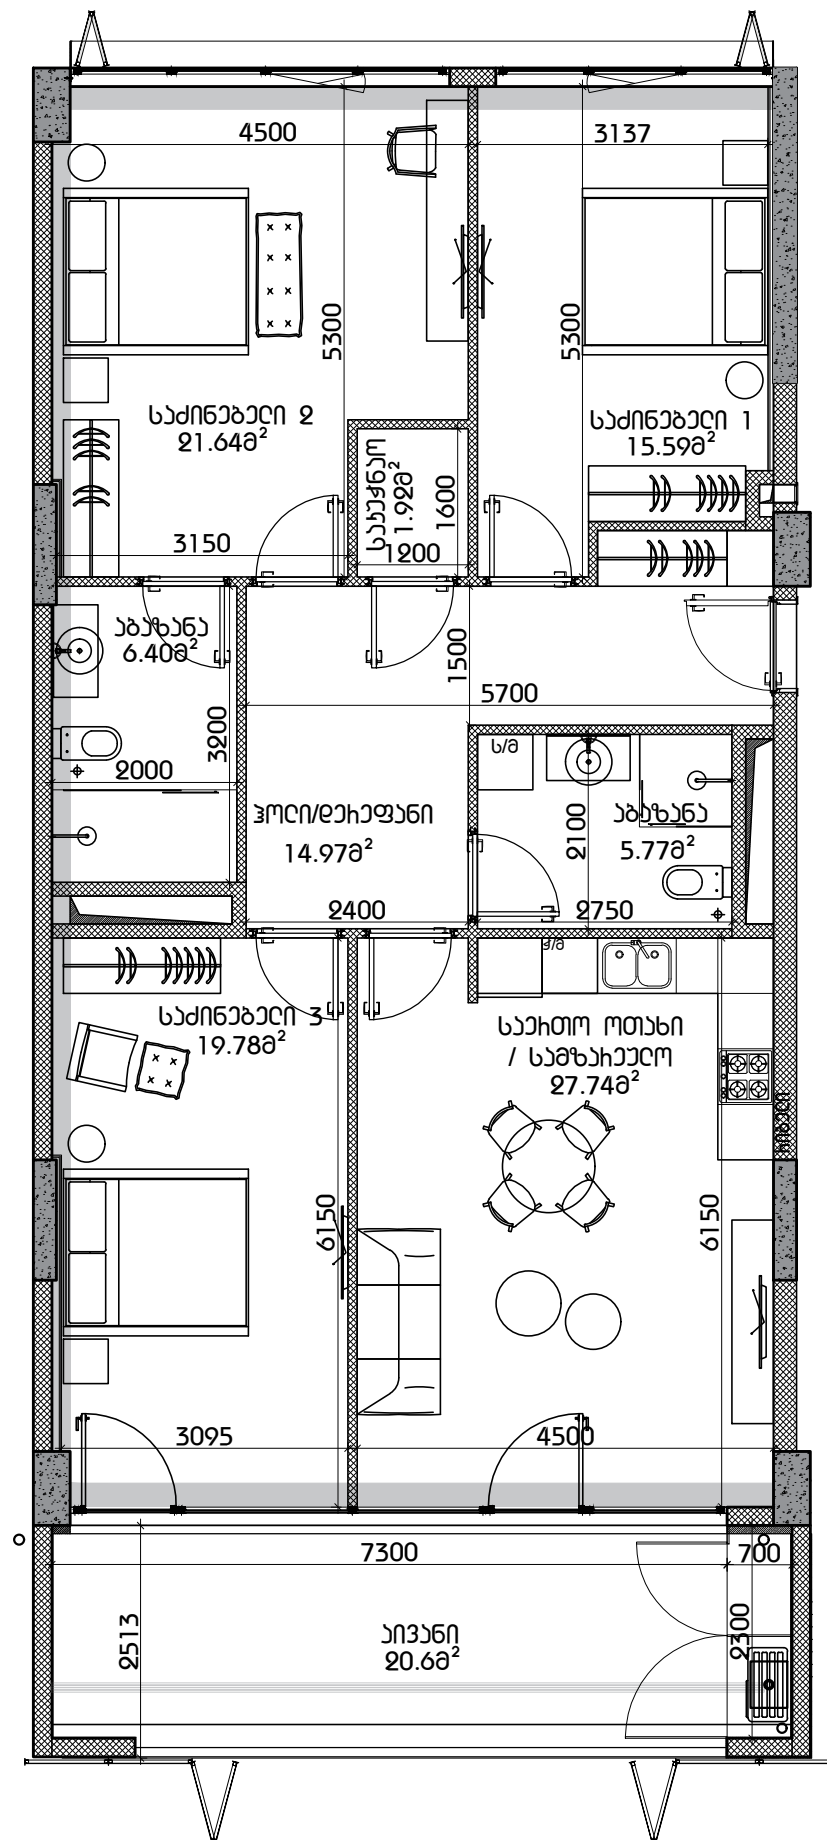 4500
3137
5300
5300
საძინებელი 2
21.64მ²
საძინებელი 1
15.59მ²
საკუჭნაო
1.92მ²
1600
1200
3150
აბაზანა
6.40მ²
1500
5700
3200
2000
ს/მ
ჰოლი/დერეფანი
14.97მ²
2100
აბაზანა
5.77მ²
2400
2750
ჭ/მ
საძინებელი 3
19.78მ²
საერთო ოთახი
/ სამზარეულო
27.74მ²
6150
6150
3095
4500
7300
700
2513
2300
აივანი
20.6მ²